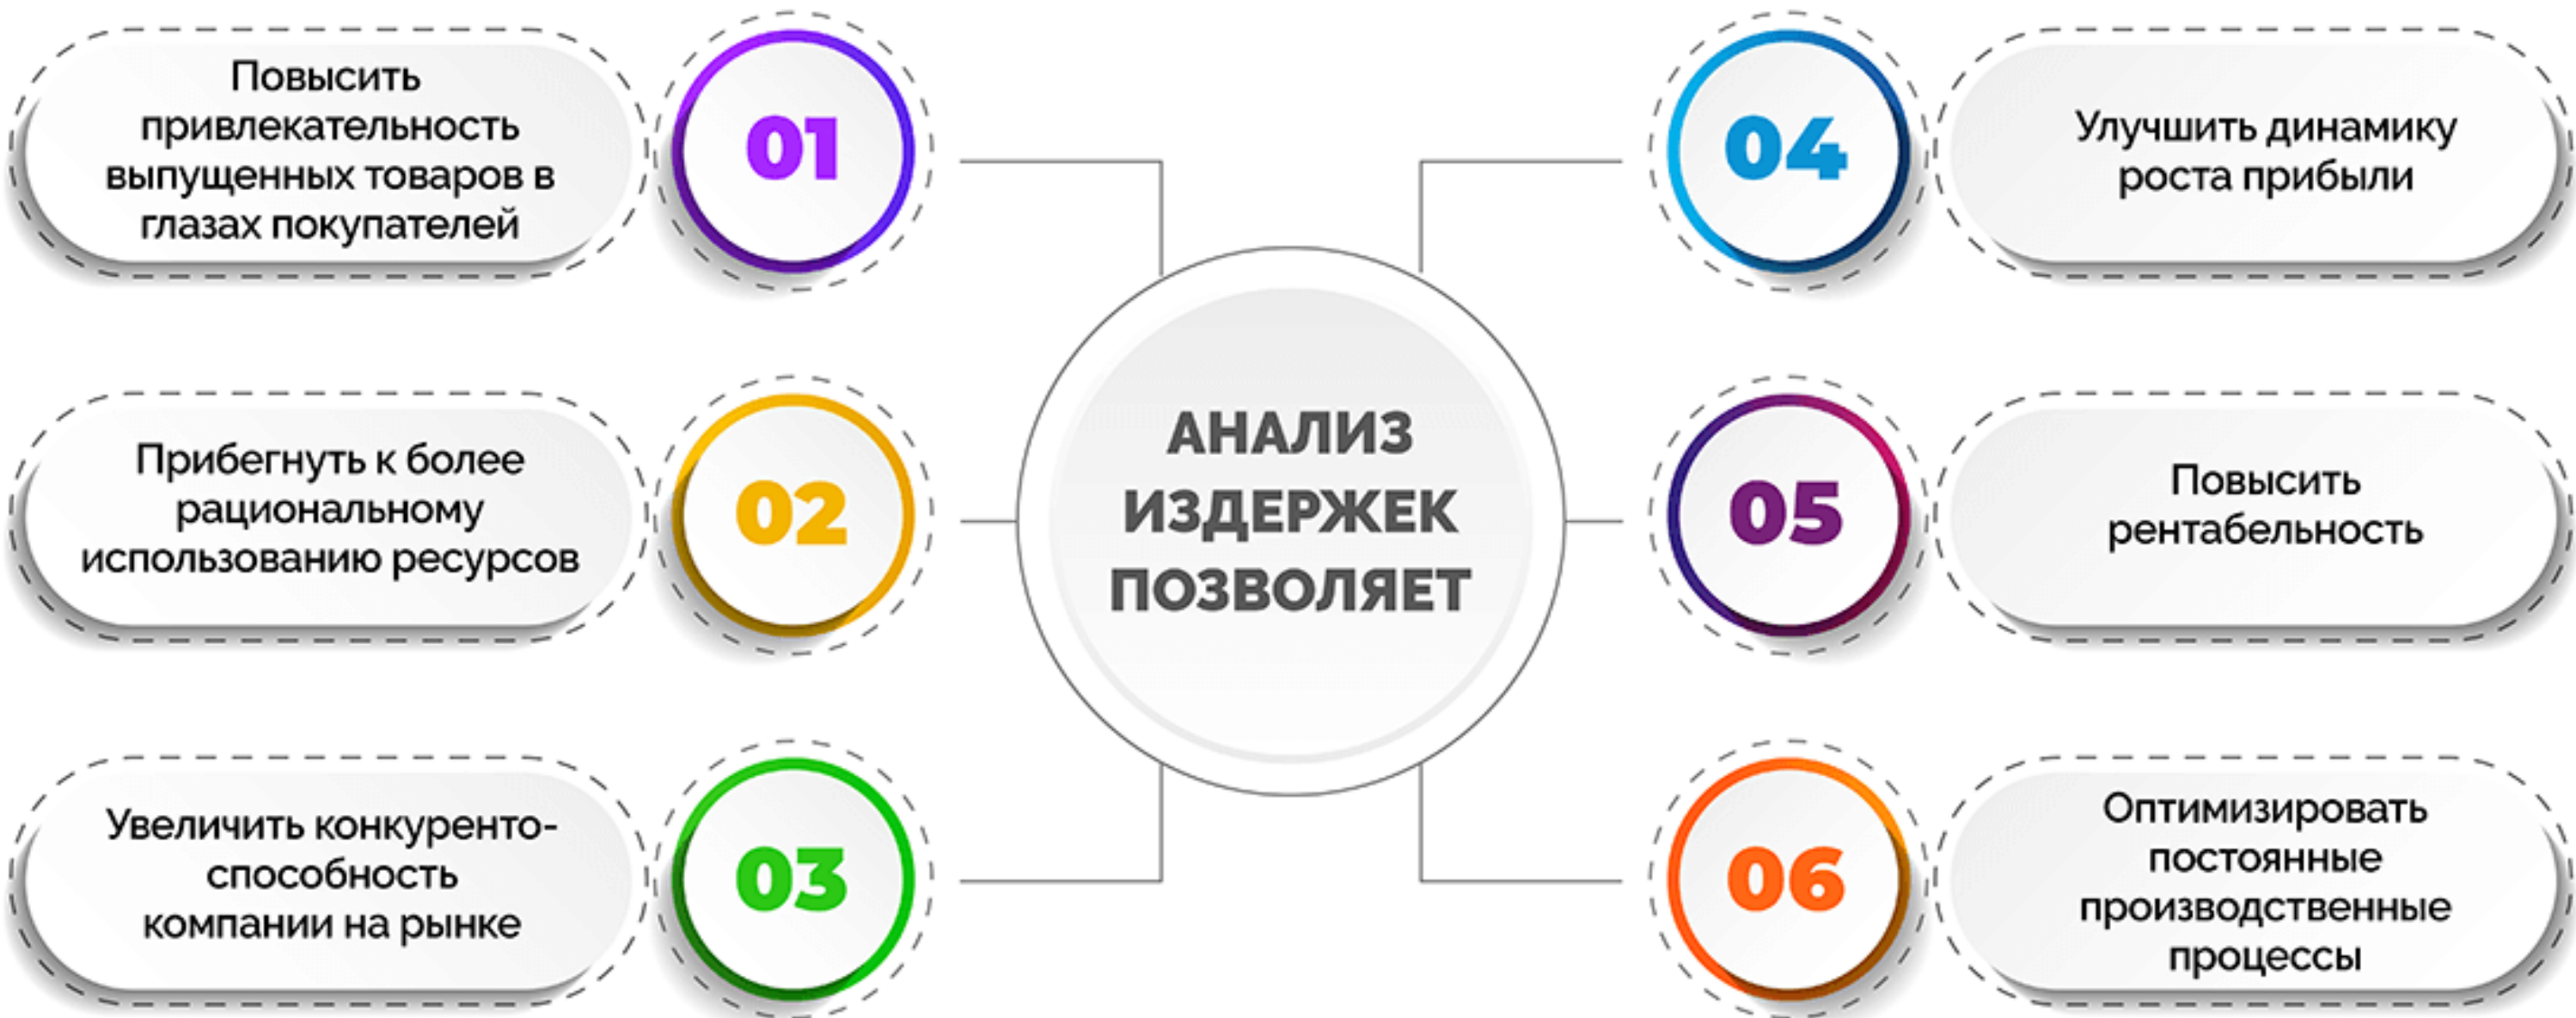 Повысить
привлекательность
выпущенных товаров в
глазах покупателей
01
Прибегнуть к более
рациональному
использованию ресурсов
02
Увеличить конкуренто-
способность
компании на рынке
03
АНАЛИЗ
ИЗДЕРЖЕК
ПОЗВОЛЯЕТ
04
Улучшить динамику
роста прибыли
05
Повысить
рентабельность
06
Оптимизировать
постоянные
производственные
процессы